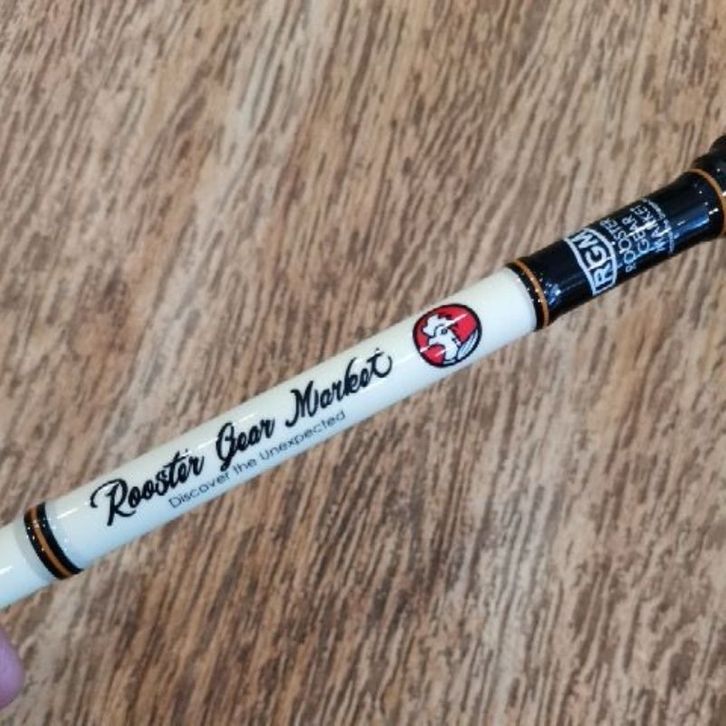 Rooster Gear Market
Discover the Unexpected
RGM
ROOSTER
GEAR
MARKET